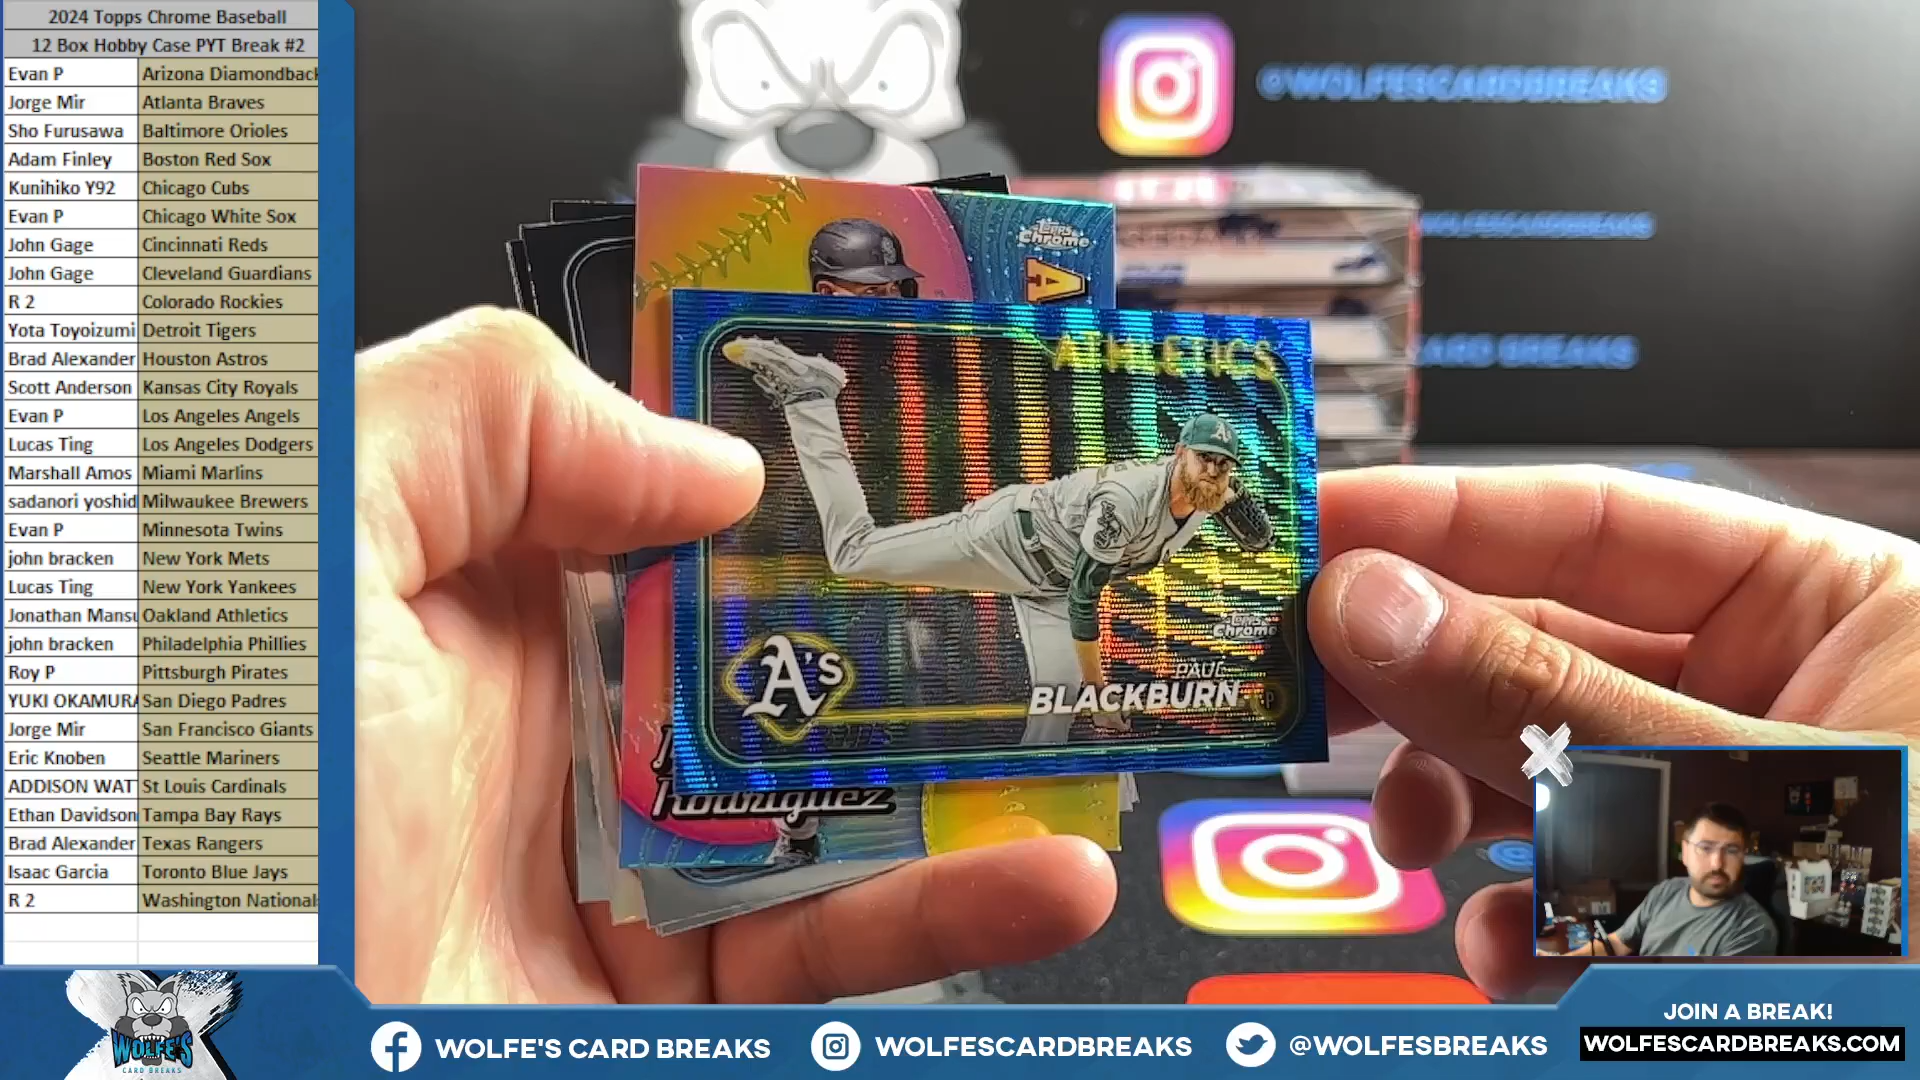 2024 Topps Chrome Baseball
12 Box Hobby Case PYT Break #2
Evan P Arizona Diamondback
Jorge Mir Atlanta Braves
Sho Furusawa Baltimore Orioles
Adam Finley Boston Red Sox
Kunihiko Y92 Chicago Cubs
Evan P Chicago White Sox
John Gage Cincinnati Reds
John Gage Cleveland Guardians
R 2 Colorado Rockies
Yota Toyoizumi Detroit Tigers
Brad Alexander Houston Astros
Scott Anderson Kansas City Royals
Evan P Los Angeles Angels
Lucas Ting Los Angeles Dodgers
Marshall Amos Miami Marlins
sadanori yoshid Milwaukee Brewers
Evan P Minnesota Twins
john bracken New York Mets
Lucas Ting New York Yankees
Jonathan Mansu Oakland Athletics
john bracken Philadelphia Phillies
Roy P Pittsburgh Pirates
YUKI OKAMURA San Diego Padres
Jorge Mir San Francisco Giants
Eric Knoben Seattle Mariners
ADDISON WAT St Louis Cardinals
Ethan Davidson Tampa Bay Rays
Brad Alexander Texas Rangers
Isaac Garcia Toronto Blue Jays
R 2 Washington National
@WOLFESCARDBREAKS
WOLFESCARDBREAKS
CARD BREAKS
Topps
Chrome
A
ATHLETICS
A
A's
Topps
Chrome
PAUL
BLACKBURN P
Rodriguez
WOLFE'S
CARD BREAKS
WOLFE'S CARD BREAKS
WOLFESCARDBREAKS
@WOLFESBREAKS
JOIN A BREAK!
WOLFESCARDBREAKS.COM